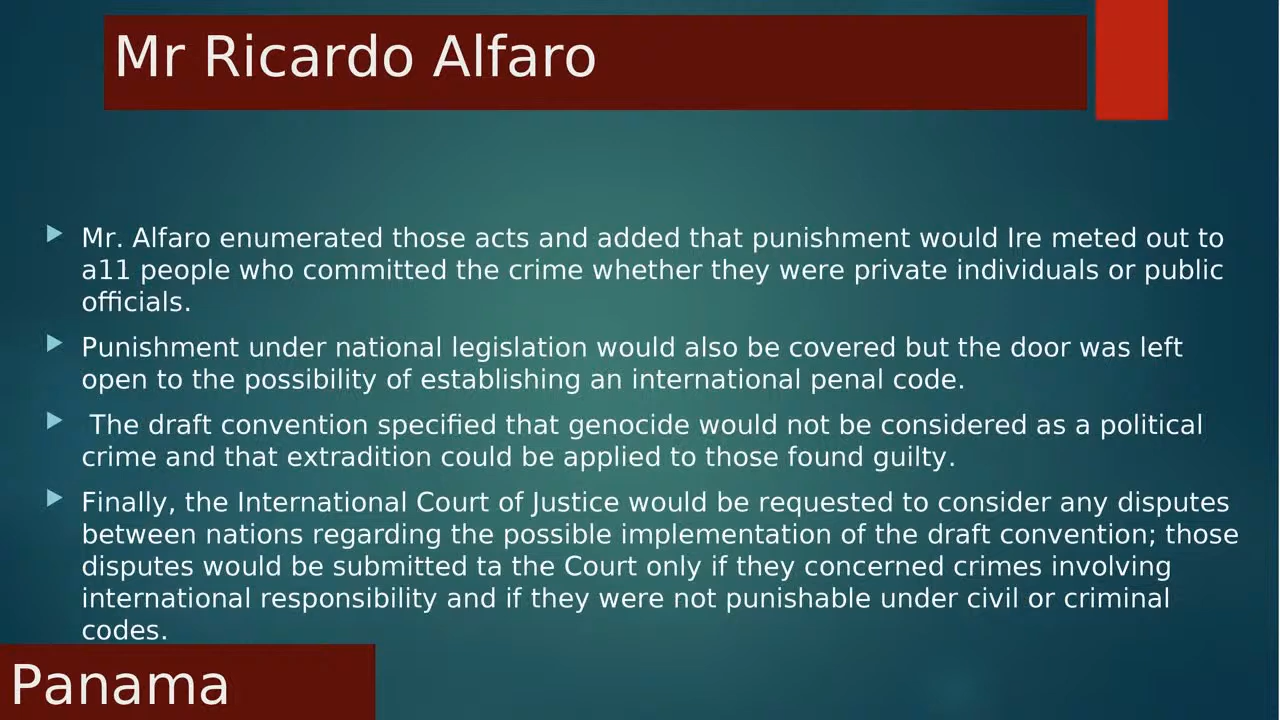 Mr Ricardo Alfaro
Mr. Alfaro enumerated those acts and added that punishment would Ire meted out to
a11 people who committed the crime whether they were private individuals or public
officials.
Punishment under national legislation would also be covered but the door was left
open to the possibility of establishing an international penal code.
The draft convention specified that genocide would not be considered as a political
crime and that extradition could be applied to those found guilty.
Finally, the International Court of Justice would be requested to consider any disputes
between nations regarding the possible implementation of the draft convention; those
disputes would be submitted ta the Court only if they concerned crimes involving
international responsibility and if they were not punishable under civil or criminal
codes.
Panama